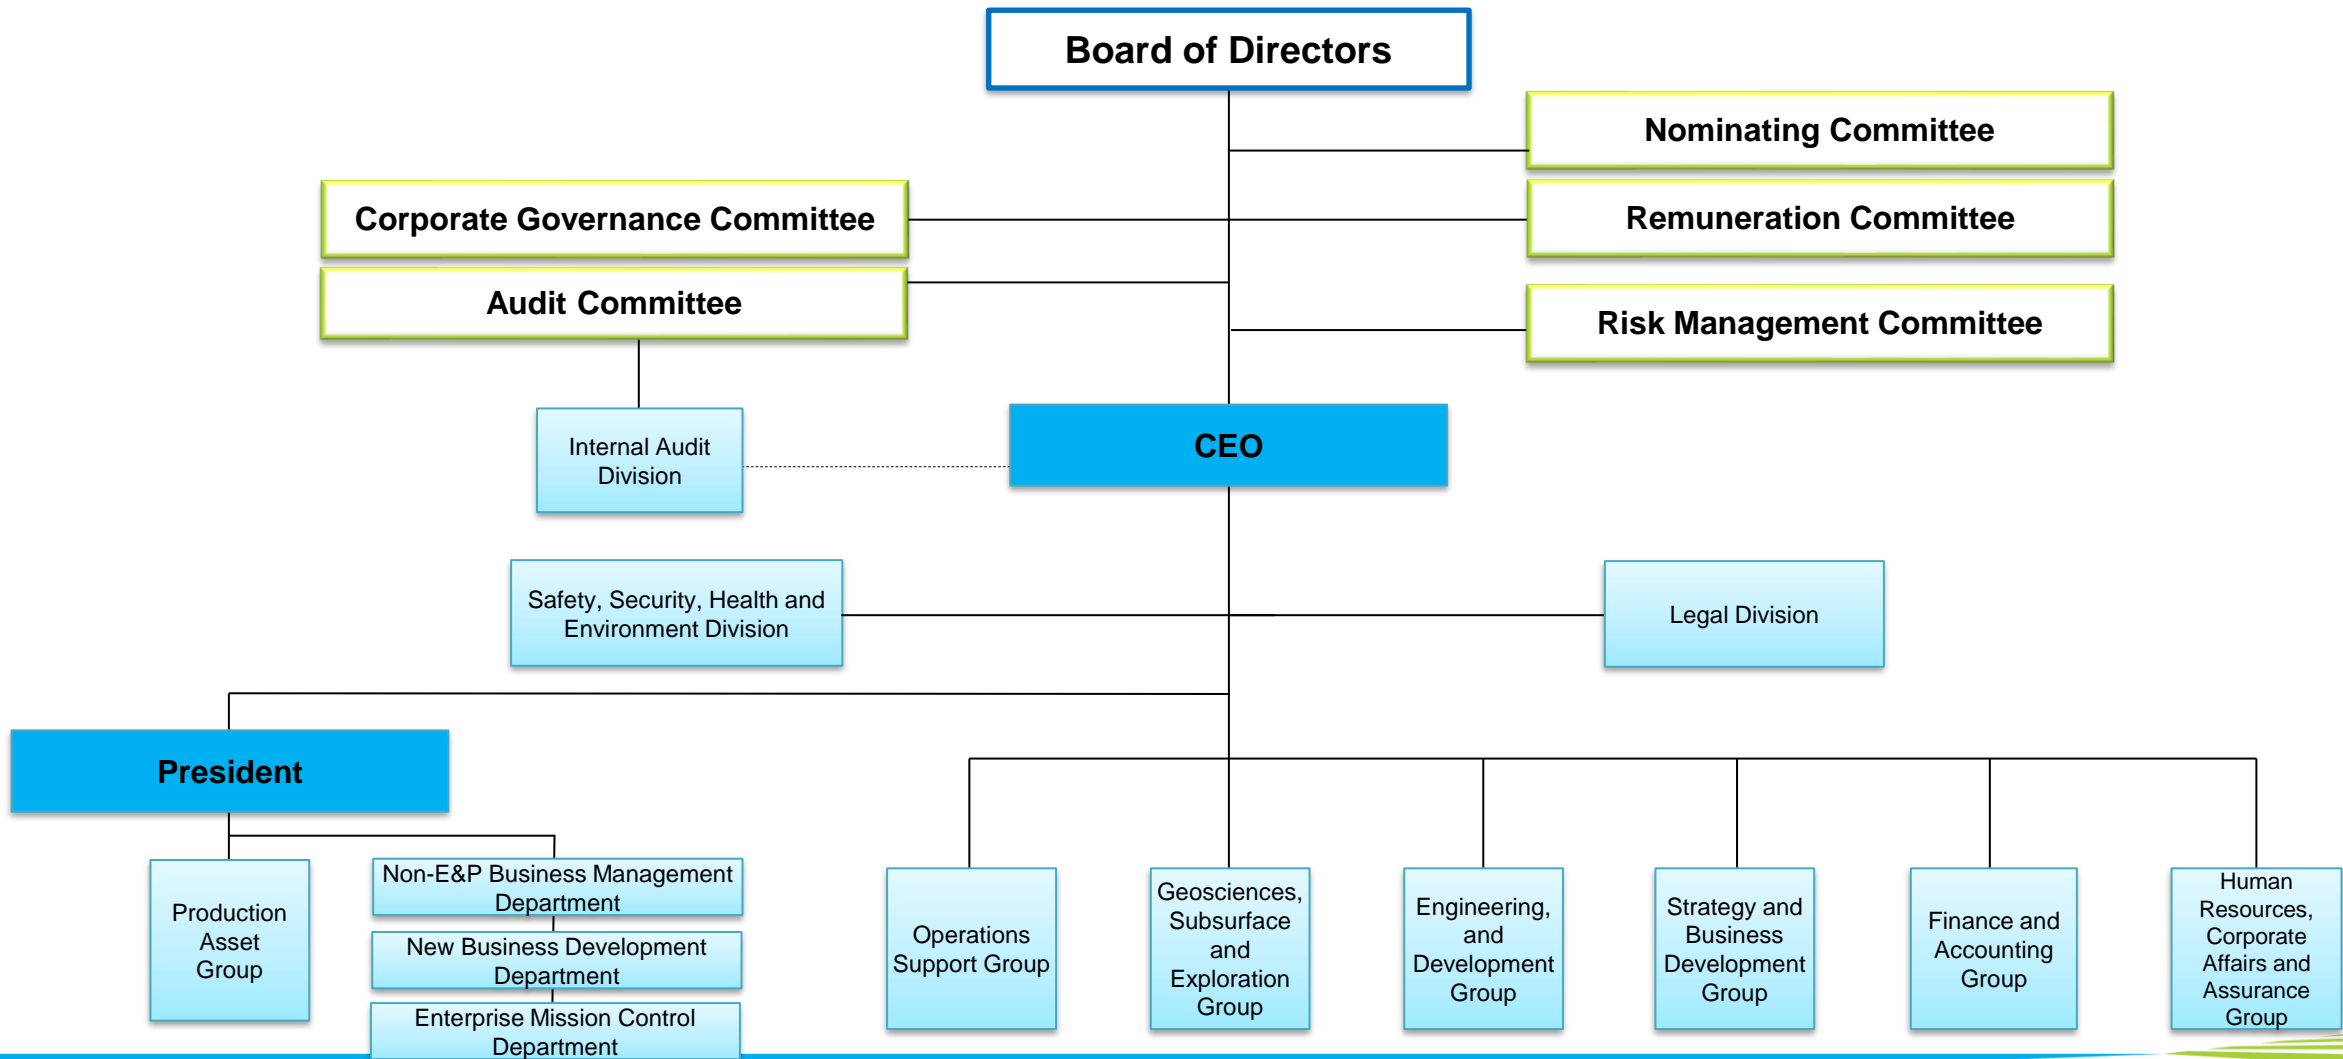 Board of Directors
Nominating Committee
Corporate Governance Committee
Remuneration Committee
Audit Committee
Risk Management Committee
Internal Audit
Division
CEO
Safety, Security, Health and
Environment Division
Legal Division
President
Production
Asset
Group
Non-E&P Business Management
Department
New Business Development
Department
Enterprise Mission Control
Department
Operations
Support Group
Geosciences,
Subsurface
and
Exploration
Group
Engineering,
and
Development
Group
Strategy and
Business
Development
Group
Finance and
Accounting
Group
Human
Resources,
Corporate
Affairs and
Assurance
Group